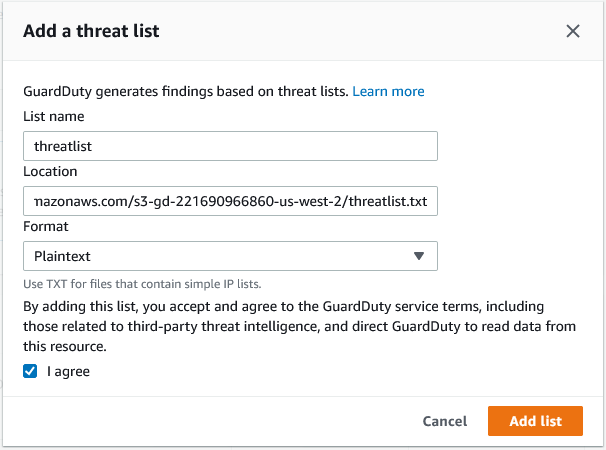 Add a threat list
GuardDuty generates findings based on threat lists. Learn more
List name
threatlist
Location
mazonaws.com/s3-gd-221690966860-us-west-2/threatlist.txt
Format
Plaintext
Use TXT for files that contain simple IP lists.
By adding this list, you accept and agree to the GuardDuty service terms, including
those related to third-party threat intelligence, and direct GuardDuty to read data from
this resource.
I agree
Cancel Add list